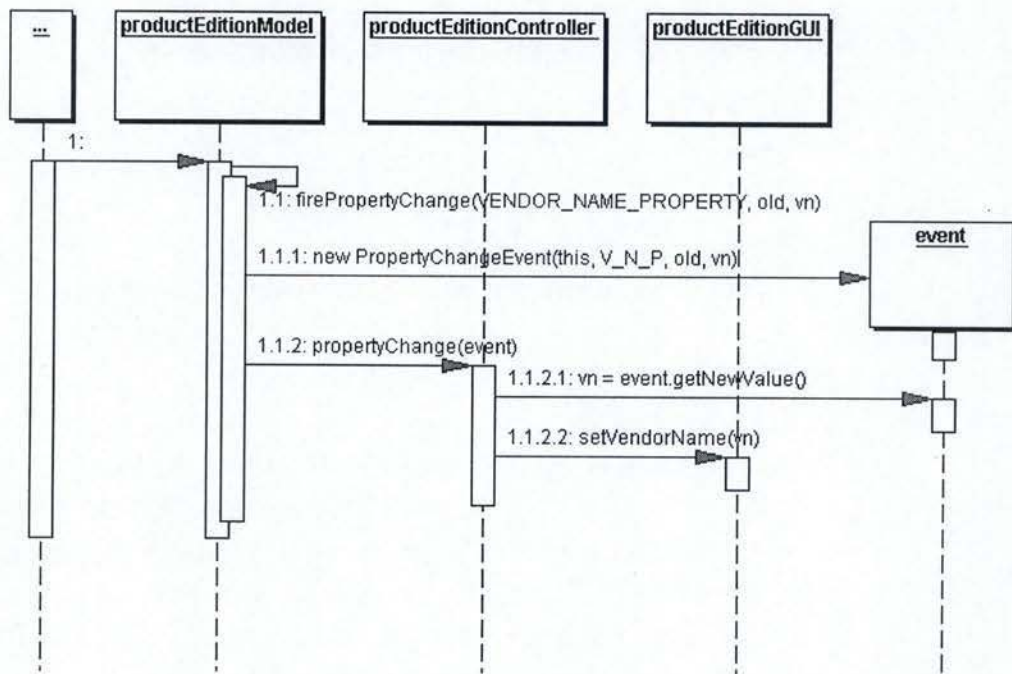 ...
productEditionModel
productEditionController
productEditionGUI
1:
1.1: firePropertyChange(VENDOR_NAME_PROPERTY, old, vn)
event
1.1.1: new PropertyChangeEvent(this, V_N_P, old, vn)
1.1.2: propertyChange(event)
1.1.2.1: vn = event.getNewValue()
1.1.2.2: setVendorName(vn)